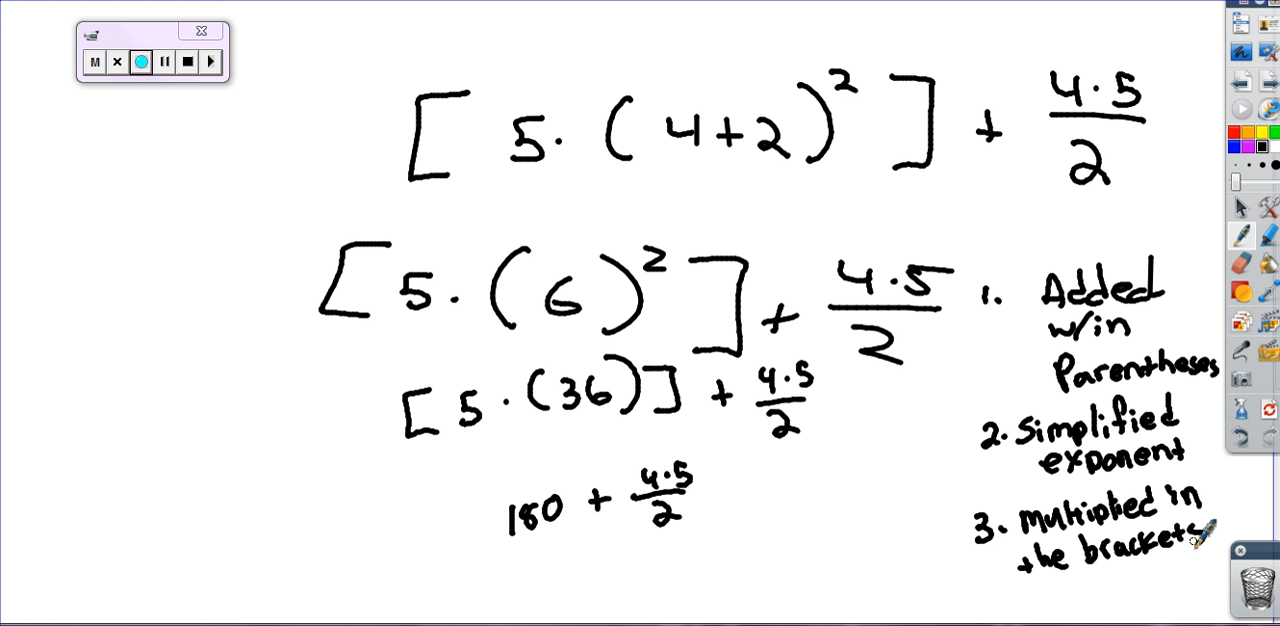 M
[ 5 · ( 4 + 2 )² ] + 4·5/2
[ 5 · ( 6 )² ] + 4·5/2
1. Added
w/in
Parentheses
[ 5 · (36) ] + 4·5/2
2. Simplified
exponent
180 + 4·5/2
3. Multiplied in
the brackets